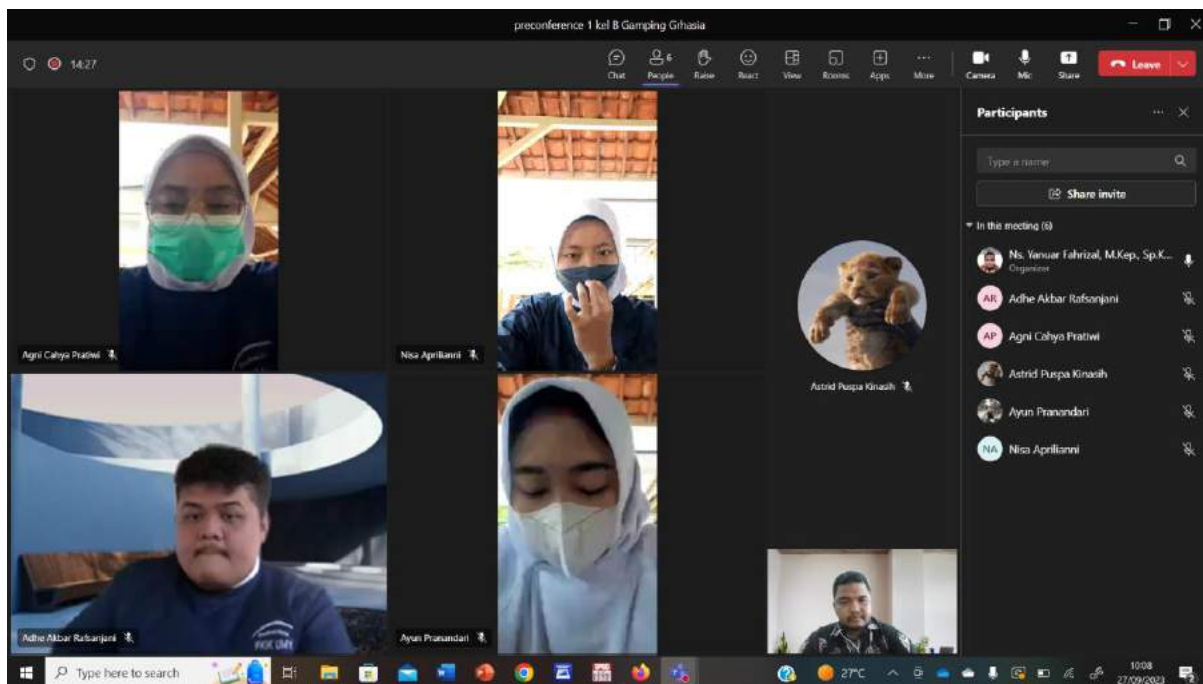 preconference 1 kel B Gamping Grhasia
14:27
Chat
People
6
Raise
React
View
Rooms
Apps
More
Camera
Mic
Share
Leave
Agni Cahya Pratiwi
Nisa Aprilianni
Astrid Puspa Kinasih
Adhe Akbar Rafsanjani
Ayun Pranandari
Participants
Type a name
Share invite
In this meeting (6)
Ns. Yanuar Fahrizal, M.Kep., Sp.K...
Organizer
AR
Adhe Akbar Rafsanjani
AP
Agni Cahya Pratiwi
Astrid Puspa Kinasih
Ayun Pranandari
NA
Nisa Aprilianni
Type here to search
27°C
10:08
27/09/2023